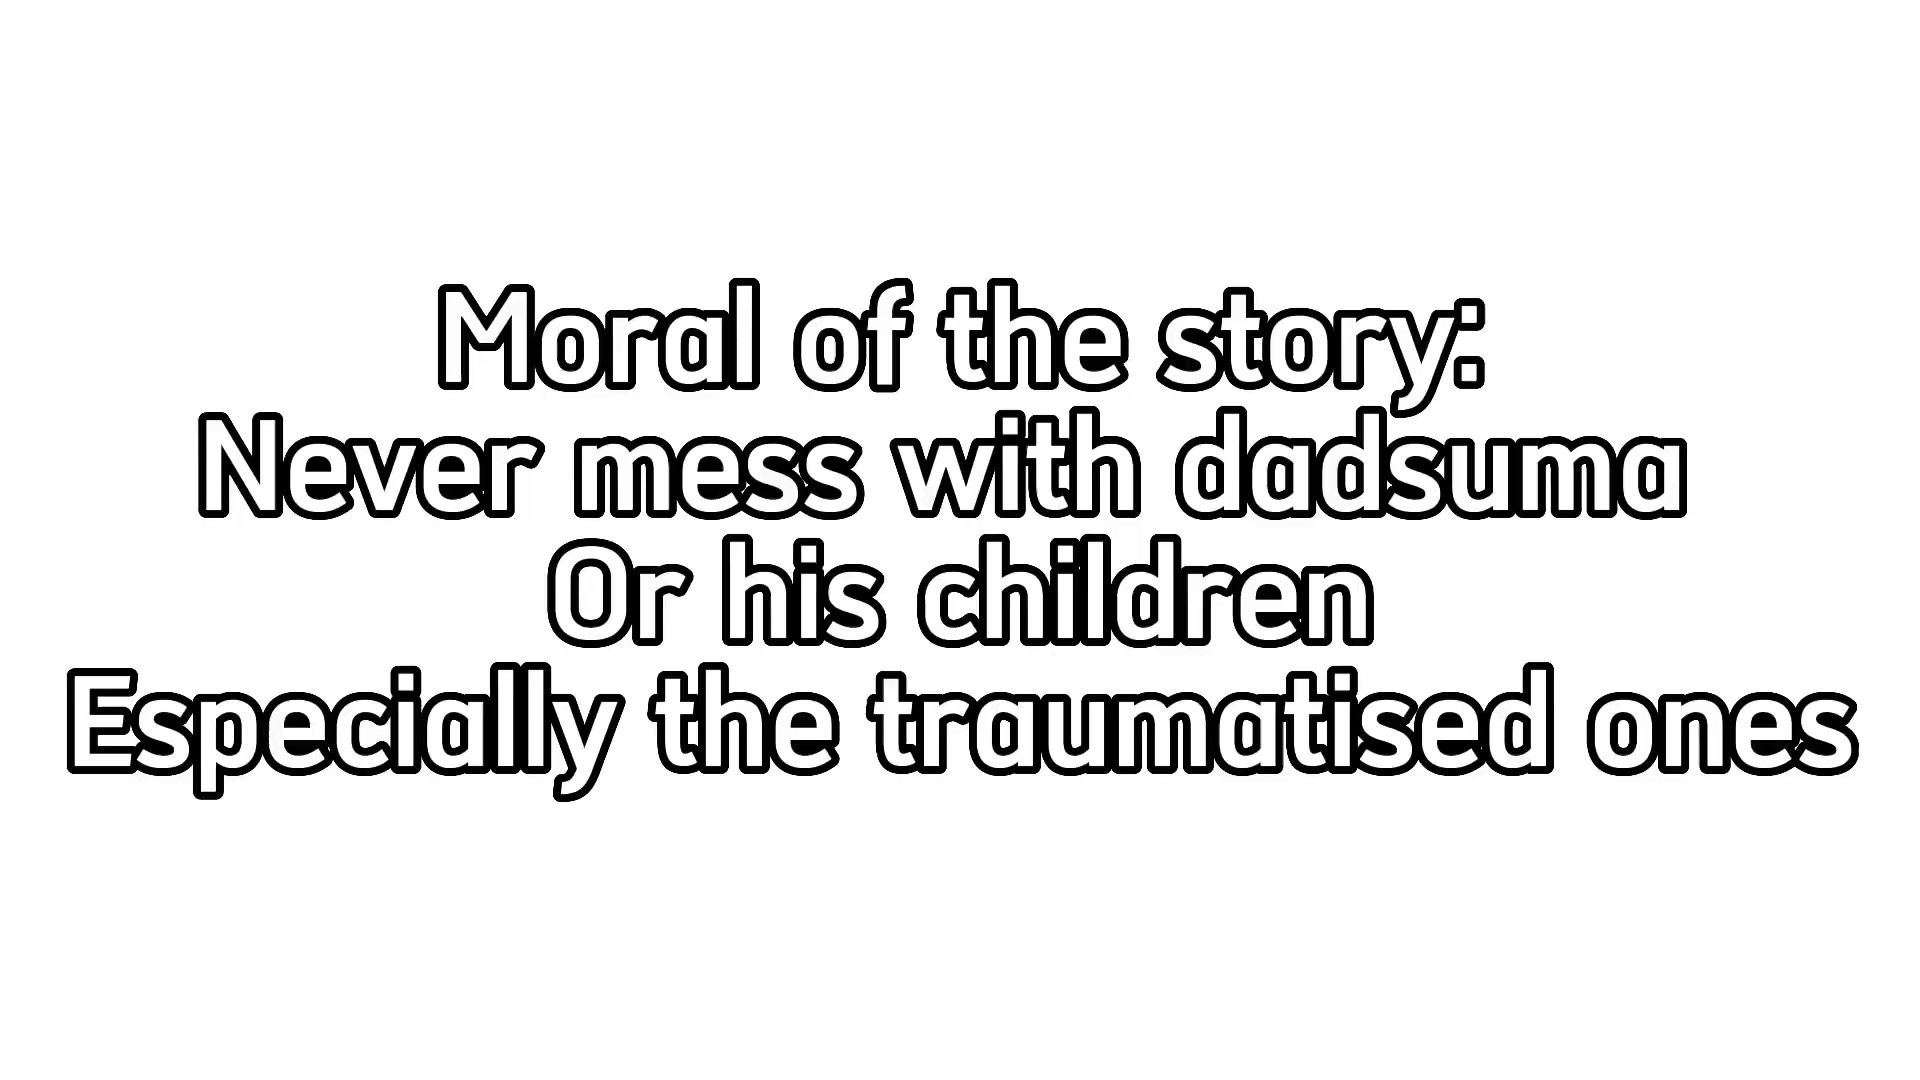 Moral of the story:
Never mess with dadsuma
Or his children
Especially the traumatised ones